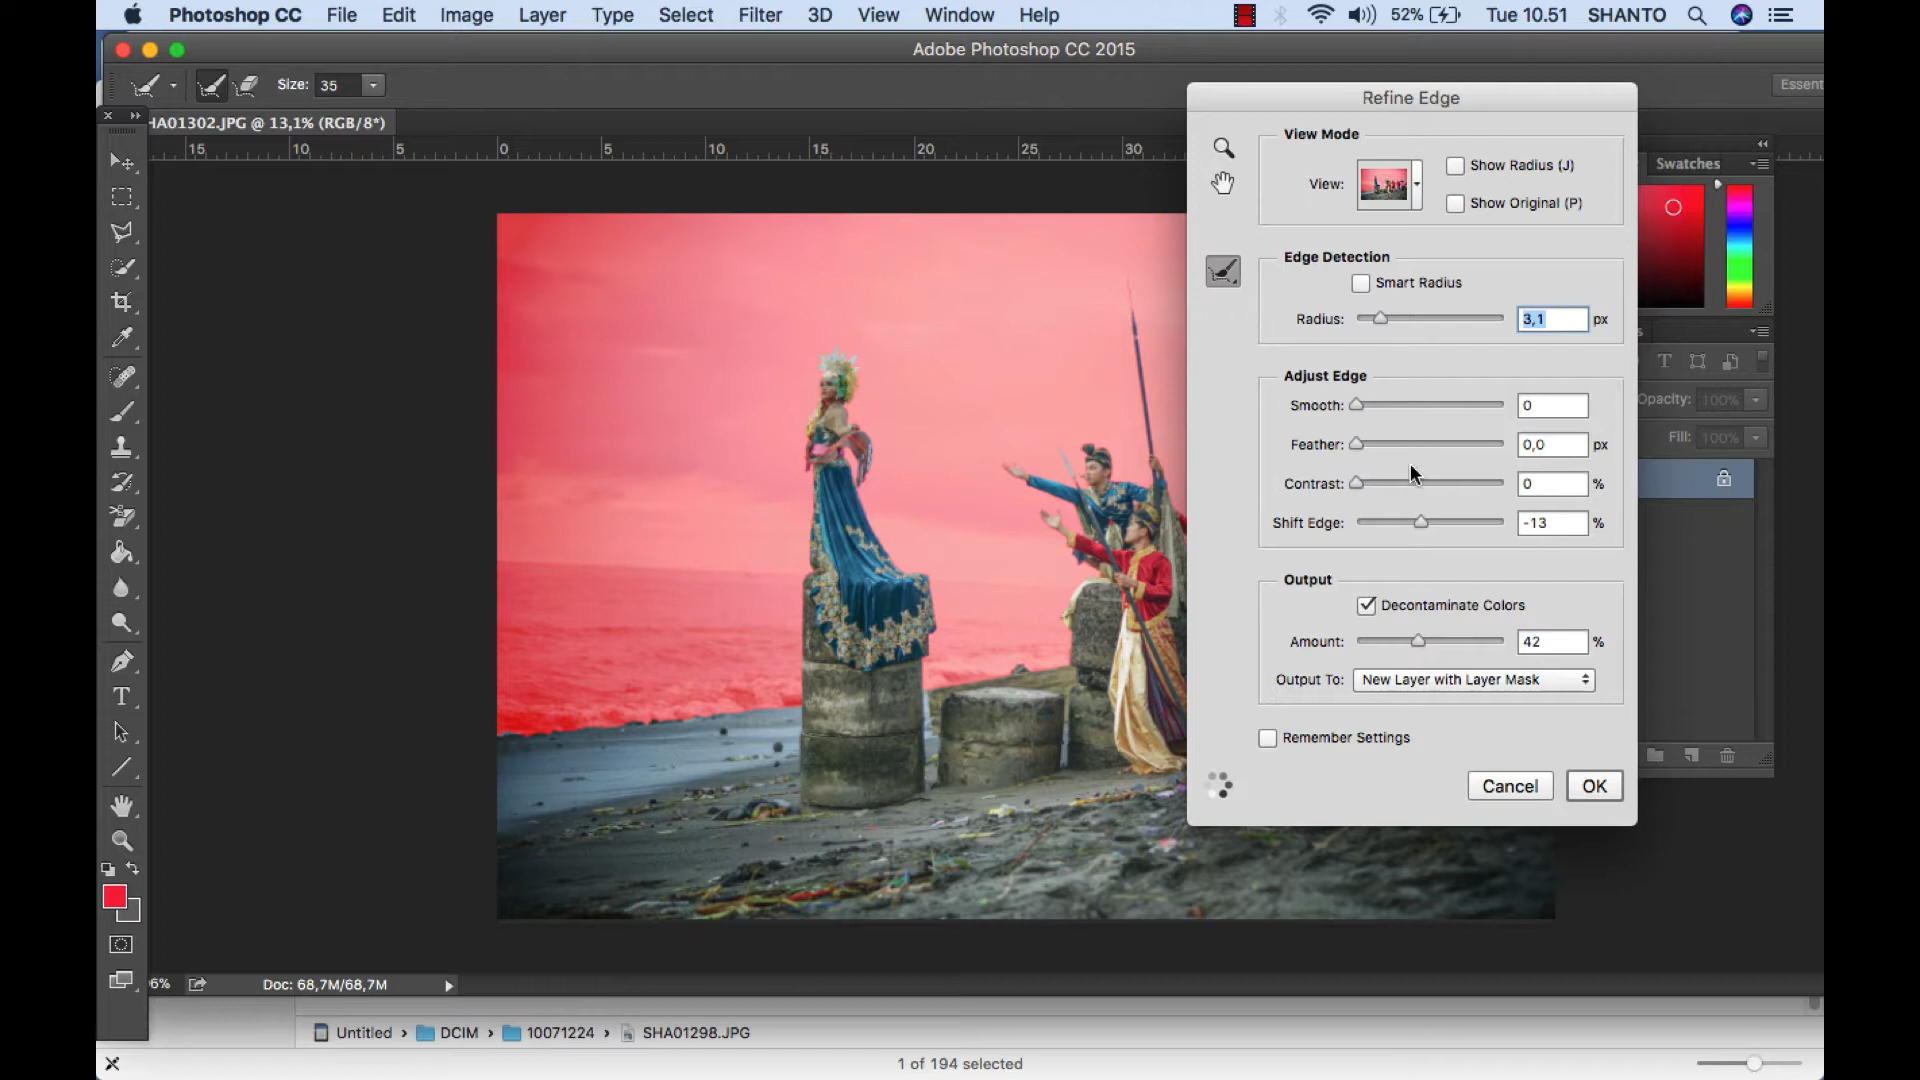 Photoshop CC File Edit Image Layer Type Select Filter 3D View Window Help 52% Tue 10.51 SHANTO
Adobe Photoshop CC 2015
Size: 35
Essent
HA01302.JPG @ 13,1% (RGB/8*)
15 10 5 0 5 10 15 20 25 30
Refine Edge
View Mode
View:
Show Radius (J)
Show Original (P)
Edge Detection
Smart Radius
Radius: 3,1 px
Adjust Edge
Smooth: 0
Feather: 0,0 px
Contrast: 0 %
Shift Edge: -13 %
Output
Decontaminate Colors
Amount: 42 %
Output To: New Layer with Layer Mask
Remember Settings
Cancel OK
Swatches
Opacity: 100%
Fill: 100%
6% Doc: 68,7M/68,7M
Untitled › DCIM › 10071224 › SHA01298.JPG
1 of 194 selected